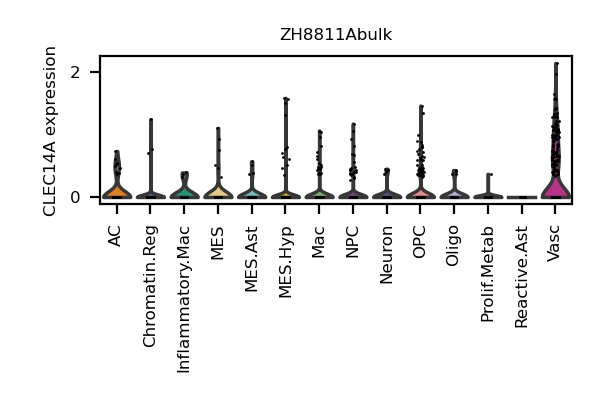 ZH8811Abulk
CLEC14A expression
2
0
AC
Chromatin.Reg
Inflammatory.Mac
MES
MES.Ast
MES.Hyp
Mac
NPC
Neuron
OPC
Oligo
Prolif.Metab
Reactive.Ast
Vasc